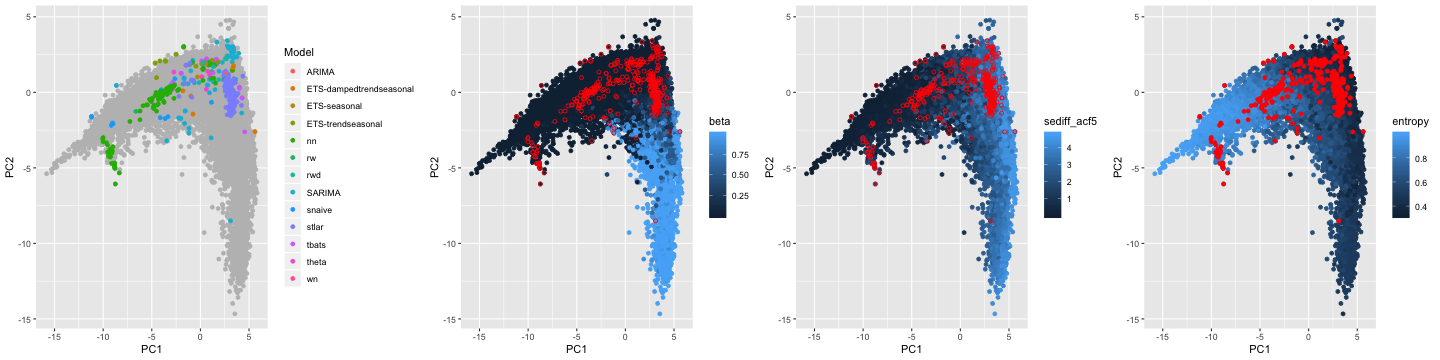 5
0
-5
-10
-15
PC2
-15 -10 -5 0 5
PC1
Model
ARIMA
ETS-dampedtrendseasonal
ETS-seasonal
ETS-trendseasonal
nn
rw
rwd
SARIMA
snaive
stlar
tbats
theta
wn
5
0
-5
-10
-15
PC2
-15 -10 -5 0 5
PC1
beta
0.75
0.50
0.25
5
0
-5
-10
-15
PC2
-15 -10 -5 0 5
PC1
sediff_acf5
4
3
2
1
5
0
-5
-10
-15
PC2
-15 -10 -5 0 5
PC1
entropy
0.8
0.6
0.4